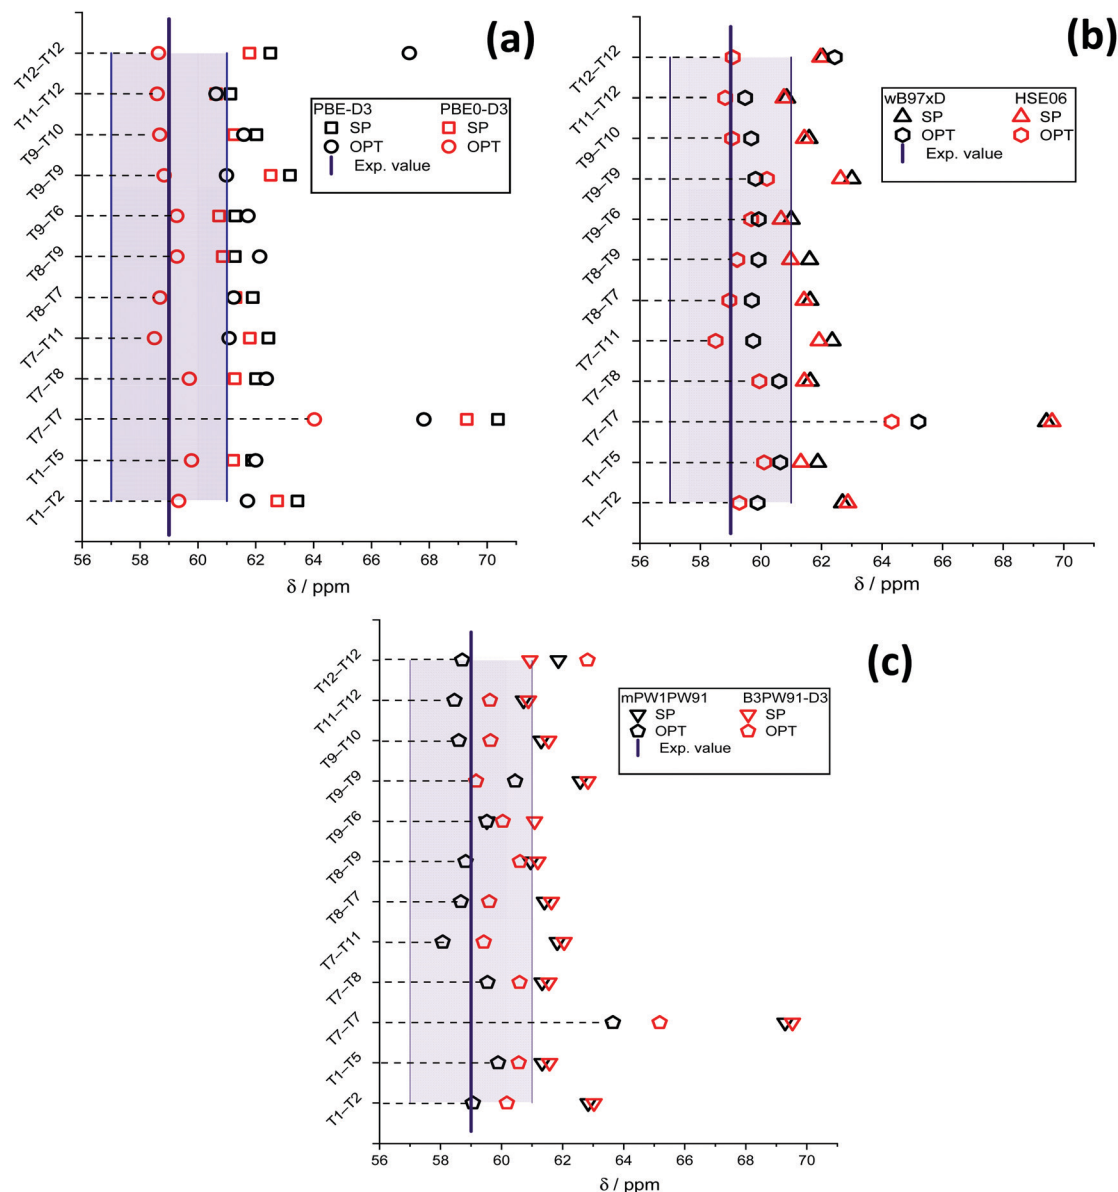 (a)
T12–T12
T11–T12
T9–T10
T9–T9
T9–T6
T8–T9
T8–T7
T7–T11
T7–T8
T7–T7
T1–T5
T1–T2
PBE-D3 PBE0-D3
SP SP
OPT OPT
Exp. value
56 58 60 62 64 66 68 70
δ / ppm
(b)
T12–T12
T11–T12
T9–T10
T9–T9
T9–T6
T8–T9
T8–T7
T7–T11
T7–T8
T7–T7
T1–T5
T1–T2
wB97xD HSE06
SP SP
OPT OPT
Exp. value
56 58 60 62 64 66 68 70
δ / ppm
(c)
T12–T12
T11–T12
T9–T10
T9–T9
T9–T6
T8–T9
T8–T7
T7–T11
T7–T8
T7–T7
T1–T5
T1–T2
mPW1PW91 B3PW91-D3
SP SP
OPT OPT
Exp. value
56 58 60 62 64 66 68 70
δ / ppm